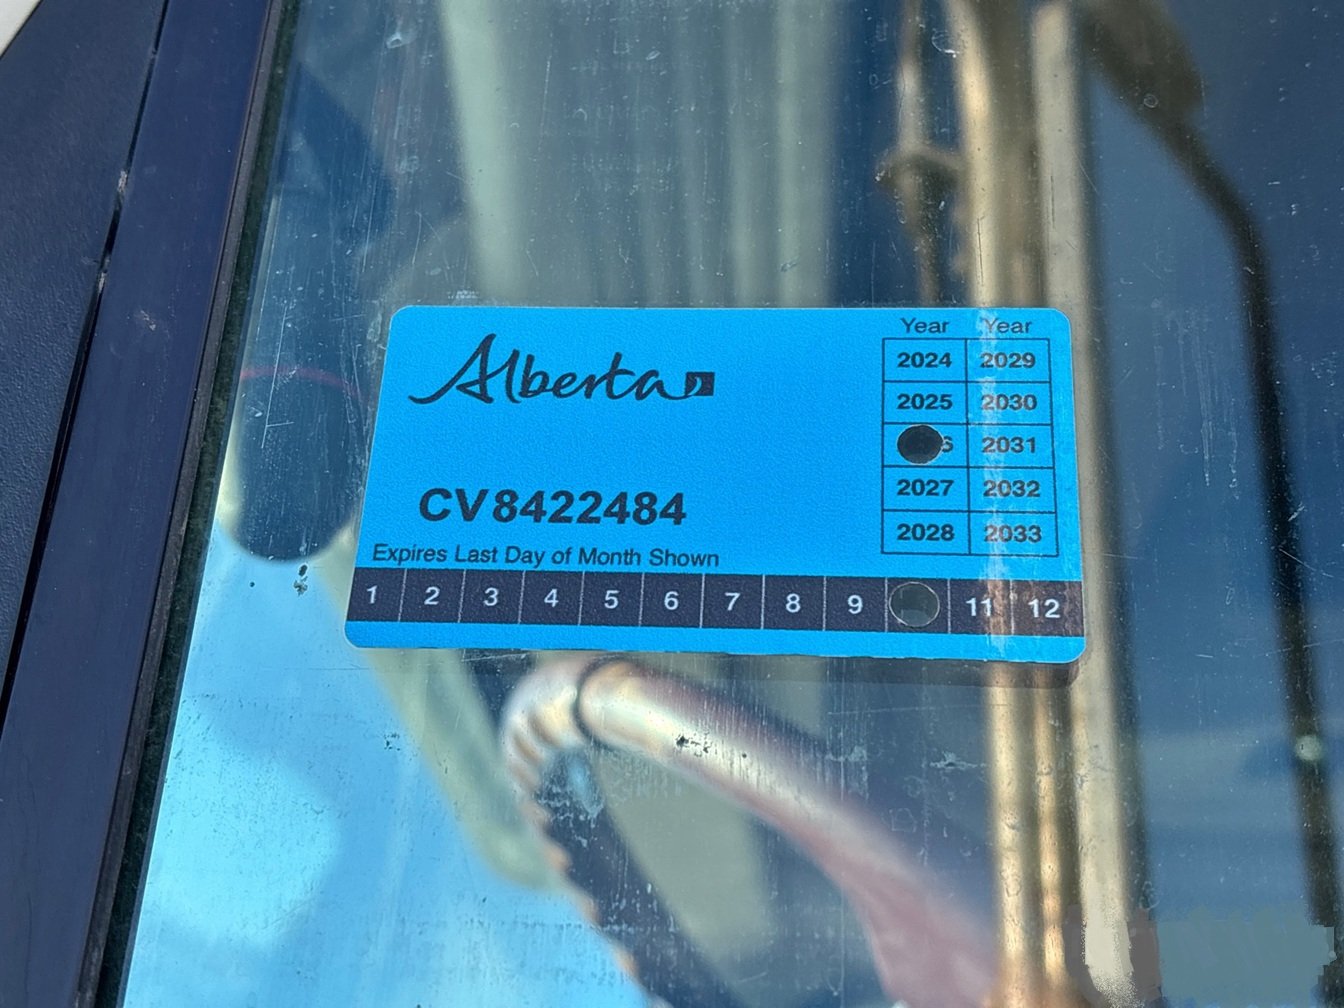 Alberta
Year Year
2024 2029
2025 2030
6 2031
2027 2032
2028 2033
CV8422484
Expires Last Day of Month Shown
1 2 3 4 5 6 7 8 9 11 12